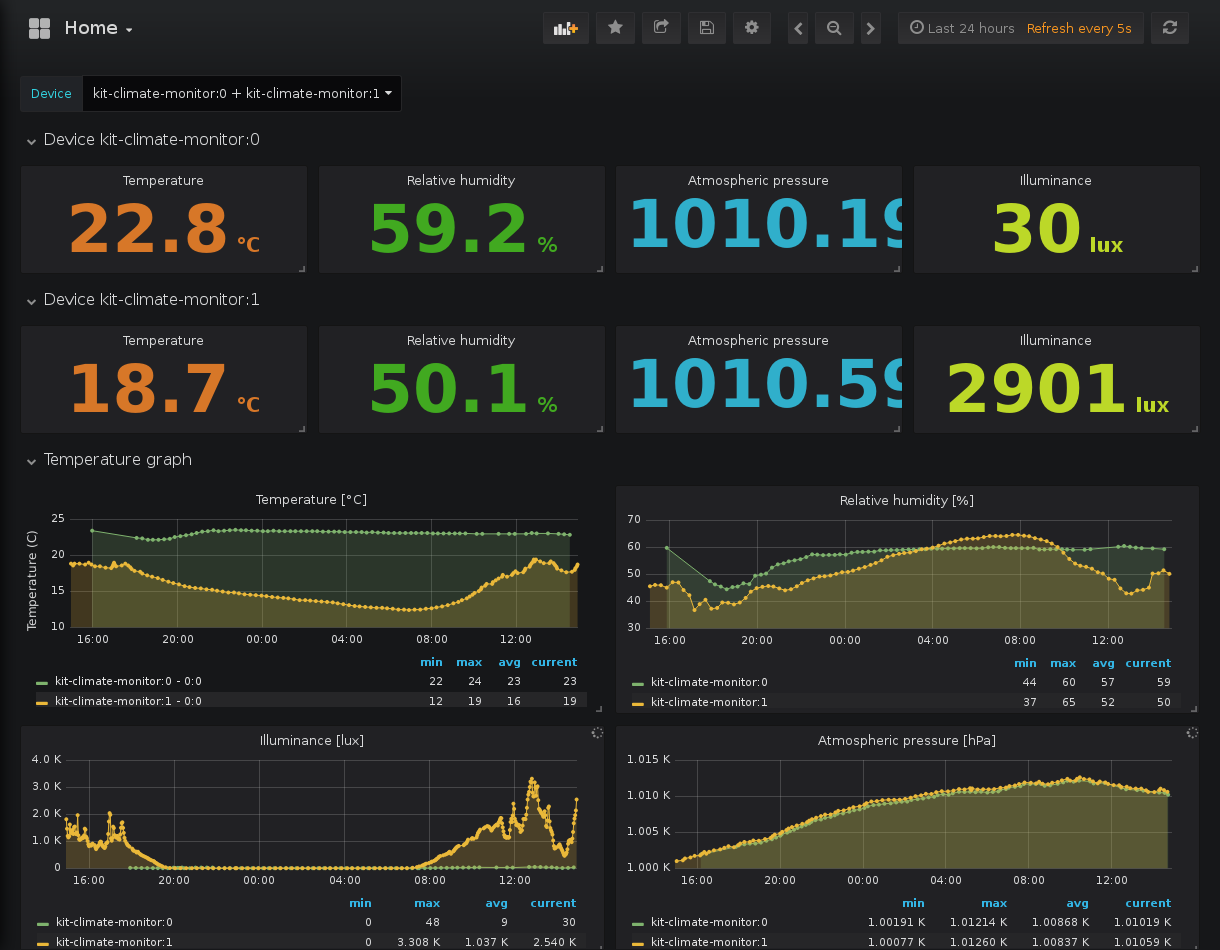 Home
Last 24 hours Refresh every 5s
Device kit-climate-monitor:0 + kit-climate-monitor:1
Device kit-climate-monitor:0
Temperature Relative humidity Atmospheric pressure Illuminance
22.8 °C 59.2 % 1010.19 30 lux
Device kit-climate-monitor:1
Temperature Relative humidity Atmospheric pressure Illuminance
18.7 °C 50.1 % 1010.59 2901 lux
Temperature graph
Temperature [°C]
Temperature (C)
25
20
15
10
16:00 20:00 00:00 04:00 08:00 12:00
min max avg current
kit-climate-monitor:0 - 0:0 22 24 23 23
kit-climate-monitor:1 - 0:0 12 19 16 19
Relative humidity [%]
70
60
50
40
30
16:00 20:00 00:00 04:00 08:00 12:00
min max avg current
kit-climate-monitor:0 44 60 57 59
kit-climate-monitor:1 37 65 52 50
Illuminance [lux]
4.0 K
3.0 K
2.0 K
1.0 K
0
16:00 20:00 00:00 04:00 08:00 12:00
min max avg current
kit-climate-monitor:0 0 48 9 30
kit-climate-monitor:1 0 3.308 K 1.037 K 2.540 K
Atmospheric pressure [hPa]
1.015 K
1.010 K
1.005 K
1.000 K
16:00 20:00 00:00 04:00 08:00 12:00
min max avg current
kit-climate-monitor:0 1.00191 K 1.01214 K 1.00868 K 1.01019 K
kit-climate-monitor:1 1.00077 K 1.01260 K 1.00837 K 1.01059 K